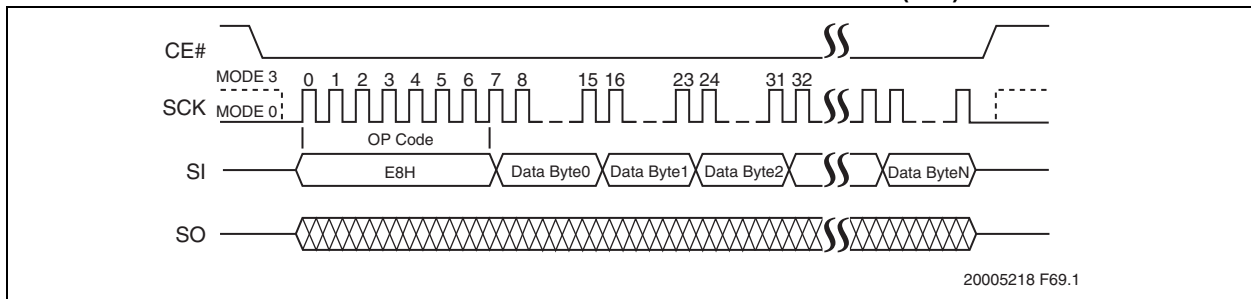 CE#
MODE 3
0 1 2 3 4 5 6 7 8 15 16 23 24 31 32
SCK
MODE 0
OP Code
SI
E8H Data Byte0 Data Byte1 Data Byte2 Data ByteN
SO
20005218 F69.1